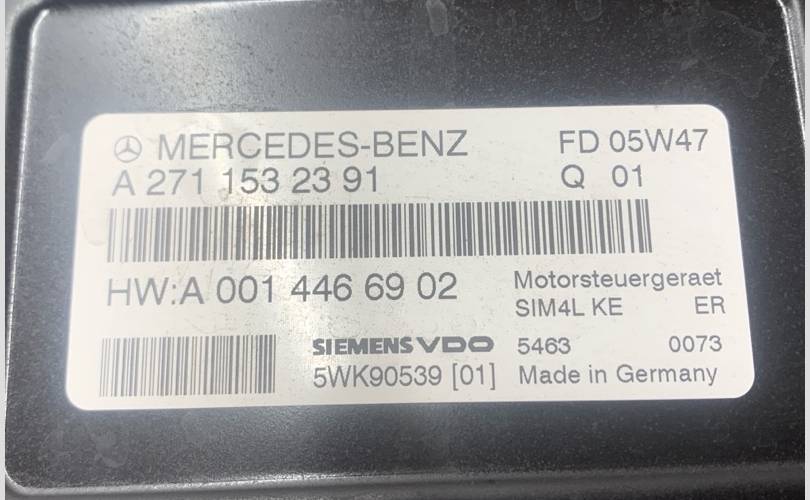 MERCEDES-BENZ FD 05W47
A 271 153 23 91 Q 01
HW:A 001 446 69 02 Motorsteuergeraet
SIM4L KE ER
SIEMENS VDO 5463 0073
5WK90539 [01] Made in Germany